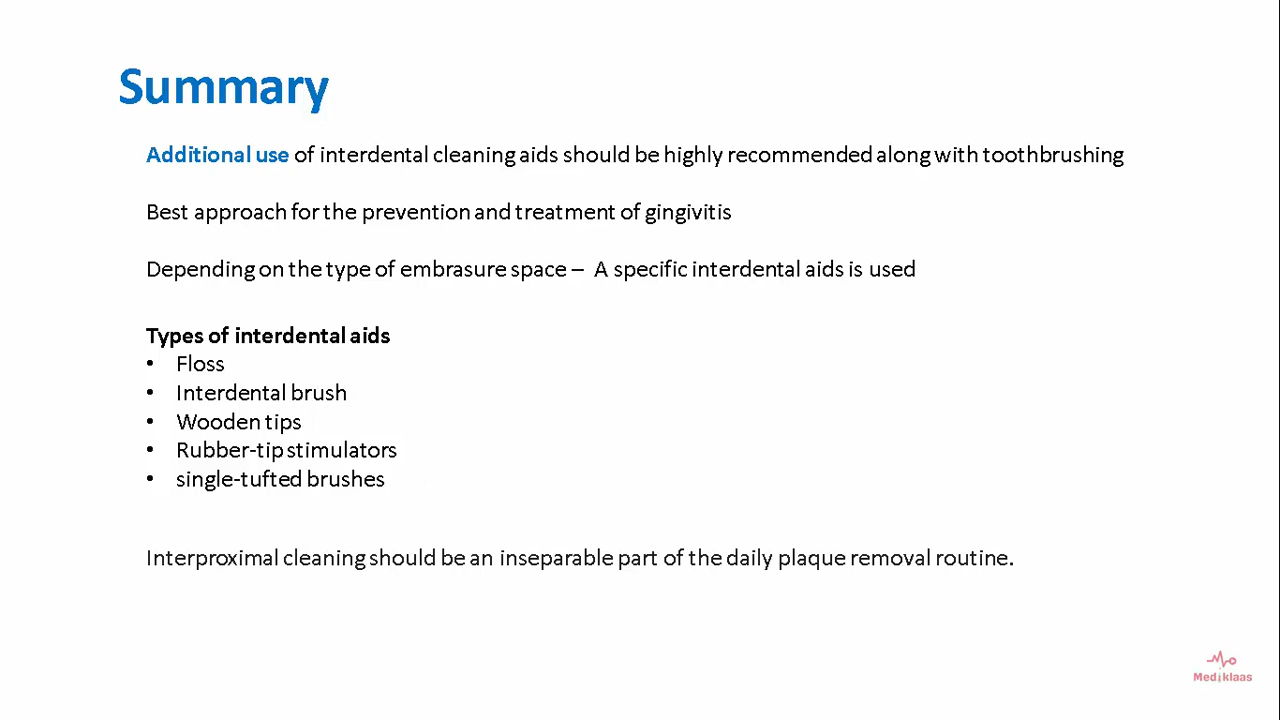 Summary
Additional use of interdental cleaning aids should be highly recommended along with toothbrushing
Best approach for the prevention and treatment of gingivitis
Depending on the type of embrasure space – A specific interdental aids is used
Types of interdental aids
• Floss
• Interdental brush
• Wooden tips
• Rubber-tip stimulators
• single-tufted brushes
Interproximal cleaning should be an inseparable part of the daily plaque removal routine.
Mediklaas